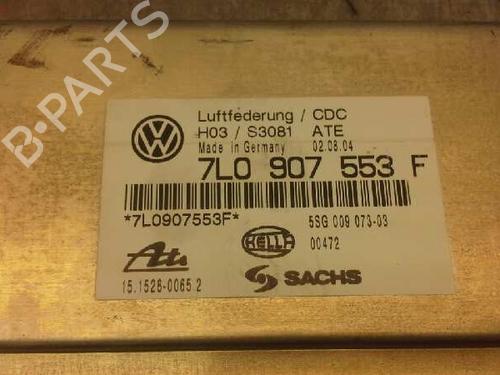 B-PARTS
Luftfederung / CDC
H03 / S3081 ATE
Made in Germany 02.08.04
7L0 907 553 F
*7L0907553F*
5SG 009 073-03
HELLA
00472
Ate
SACHS
15.1526-0065.2